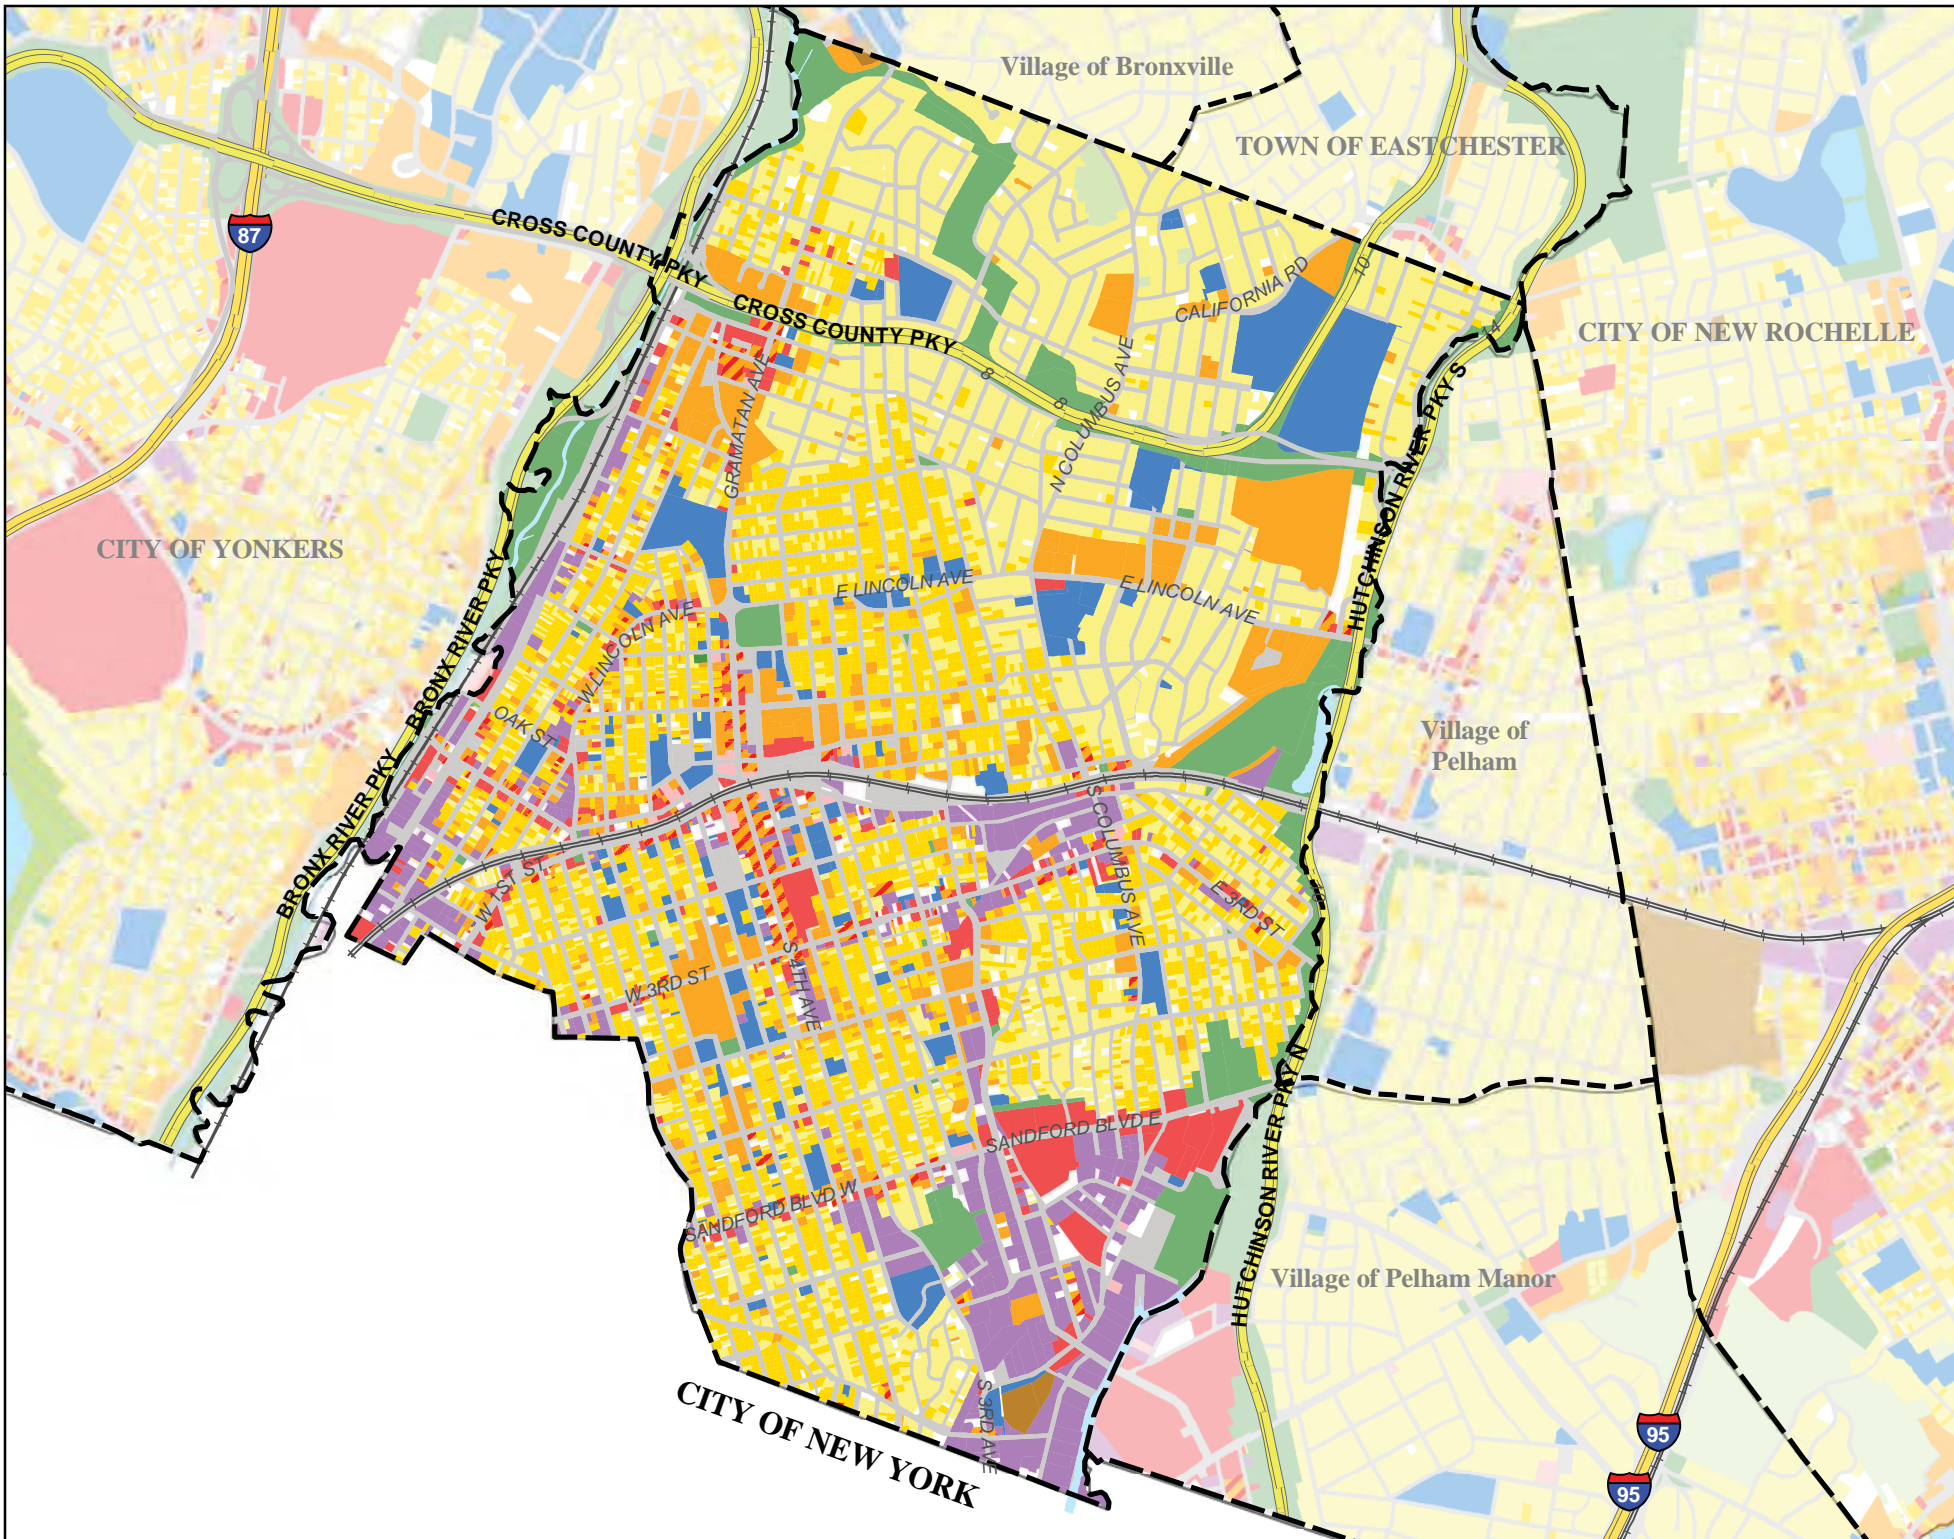 Village of Bronxville
TOWN OF EASTCHESTER
87
CROSS COUNTY PKY
CROSS COUNTY PKY
CALIFORNIA RD
10
14
CITY OF NEW ROCHELLE
8
8
GRAMATAN AVE
N COLUMBUS AVE
HUTCHINSON RIVER PKY S
CITY OF YONKERS
BRONX RIVER PKY
E LINCOLN AVE
E LINCOLN AVE
W LINCOLN AVE
OAK ST
Village of
Pelham
BRONX RIVER PKY
S COLUMBUS AVE
W 1ST ST
E 3RD ST
W 3RD ST
S 4TH AVE
SANDFORD BLVD E
SANDFORD BLVD W
HUTCHINSON RIVER PKY N
Village of Pelham Manor
S 3RD AVE
CITY OF NEW YORK
95
95